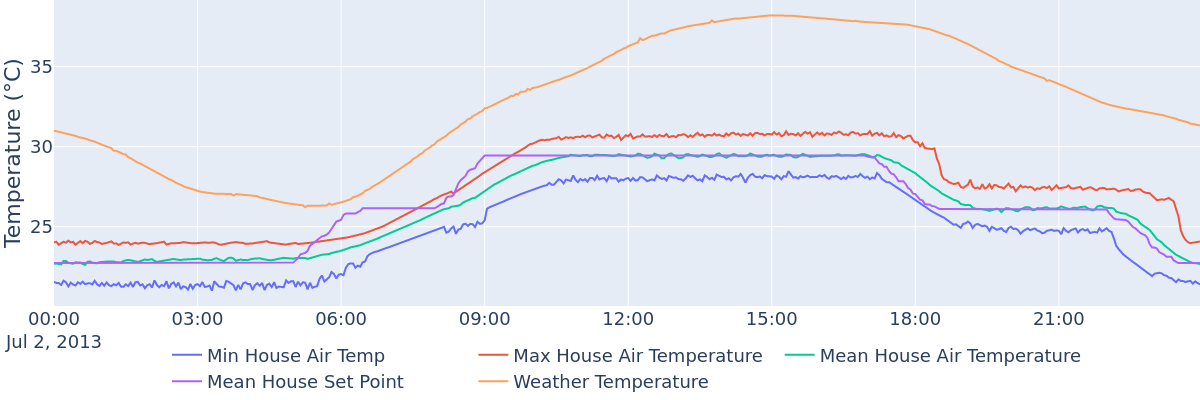 Temperature (°C)
35
30
25
00:00 03:00 06:00 09:00 12:00 15:00 18:00 21:00
Jul 2, 2013
Min House Air Temp Max House Air Temperature Mean House Air Temperature
Mean House Set Point Weather Temperature